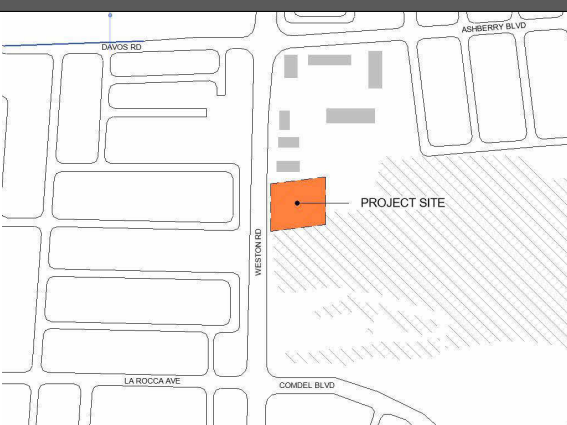 ASHBERRY BLVD
DAVOS RD
PROJECT SITE
WESTON RD
LA ROCCA AVE
COMDEL BLVD